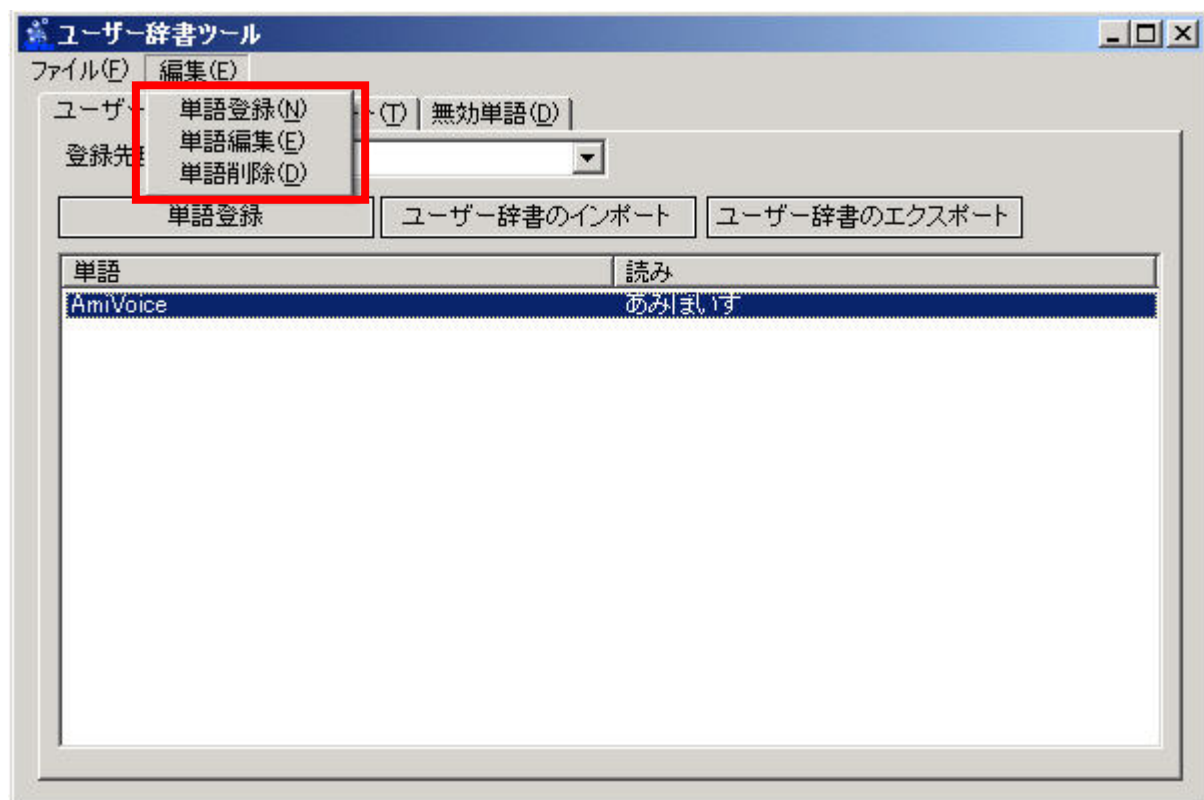 ユーザー辞書ツール
ファイル(F) 編集(E)
単語登録(N)
単語編集(E)
単語削除(D)
ユーザー (T) 無効単語(D)
登録先
単語登録 ユーザー辞書のインポート ユーザー辞書のエクスポート
単語 読み
AmiVoice あみぼいす